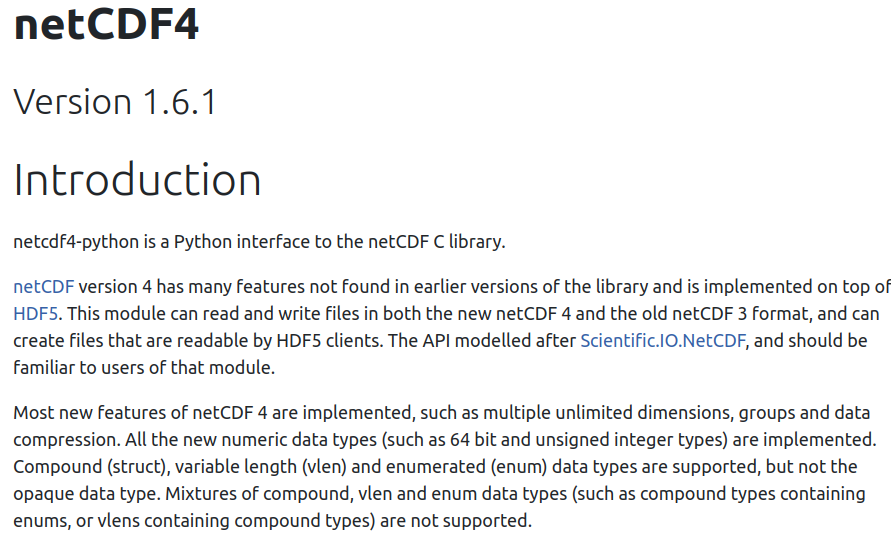 netCDF4
Version 1.6.1
Introduction
netcdf4-python is a Python interface to the netCDF C library.
netCDF version 4 has many features not found in earlier versions of the library and is implemented on top of
HDF5. This module can read and write files in both the new netCDF 4 and the old netCDF 3 format, and can
create files that are readable by HDF5 clients. The API modelled after Scientific.IO.NetCDF, and should be
familiar to users of that module.
Most new features of netCDF 4 are implemented, such as multiple unlimited dimensions, groups and data
compression. All the new numeric data types (such as 64 bit and unsigned integer types) are implemented.
Compound (struct), variable length (vlen) and enumerated (enum) data types are supported, but not the
opaque data type. Mixtures of compound, vlen and enum data types (such as compound types containing
enums, or vlens containing compound types) are not supported.